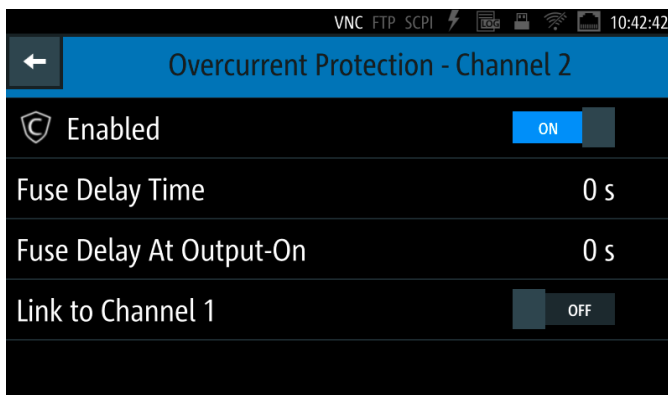 VNC FTP SCPI LOG 10:42:42
Overcurrent Protection - Channel 2
C Enabled ON
Fuse Delay Time 0 s
Fuse Delay At Output-On 0 s
Link to Channel 1 OFF